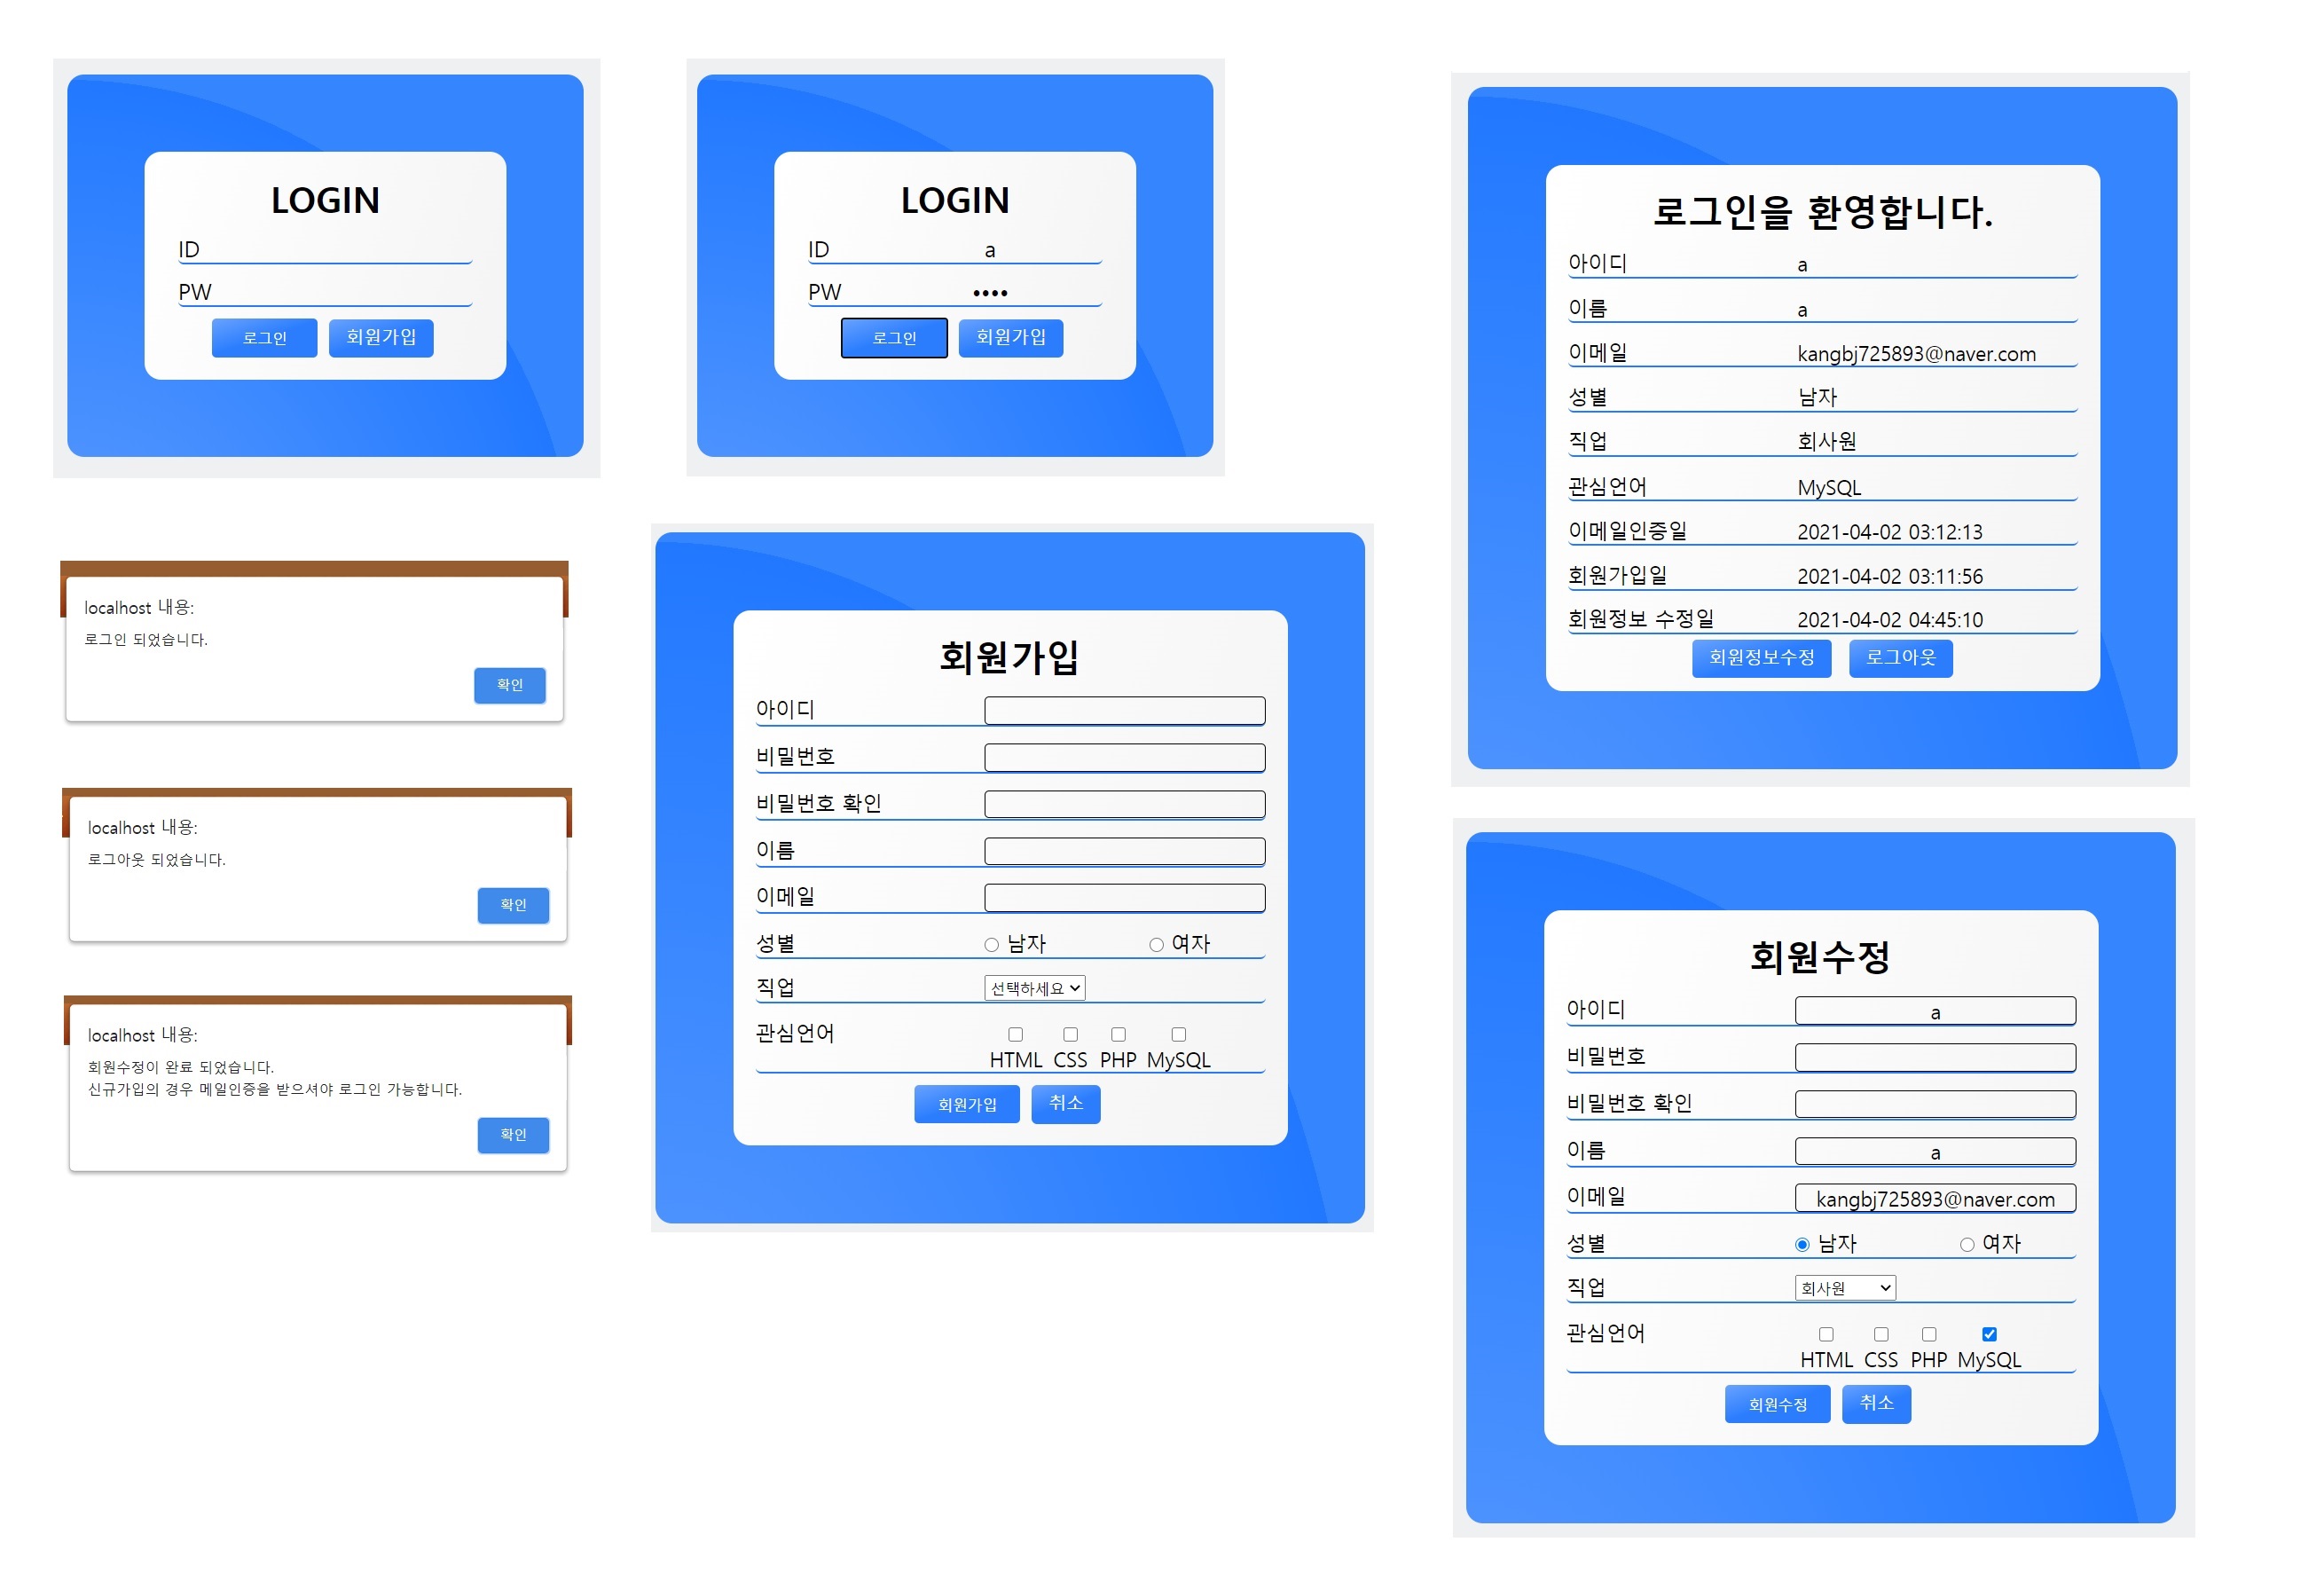 LOGIN
ID
PW
로그인 회원가입
LOGIN
ID a
PW ••••
로그인 회원가입
localhost 내용:
로그인 되었습니다.
확인
localhost 내용:
로그아웃 되었습니다.
확인
localhost 내용:
회원수정이 완료 되었습니다.
신규가입의 경우 메일인증을 받으셔야 로그인 가능합니다.
확인
회원가입
아이디
비밀번호
비밀번호 확인
이름
이메일
성별 남자 여자
직업 선택하세요
관심언어
HTML CSS PHP MySQL
회원가입 취소
로그인을 환영합니다.
아이디 a
이름 a
이메일 kangbj725893@naver.com
성별 남자
직업 회사원
관심언어 MySQL
이메일인증일 2021-04-02 03:12:13
회원가입일 2021-04-02 03:11:56
회원정보 수정일 2021-04-02 04:45:10
회원정보수정 로그아웃
회원수정
아이디 a
비밀번호
비밀번호 확인
이름 a
이메일 kangbj725893@naver.com
성별 남자 여자
직업 회사원
관심언어
HTML CSS PHP MySQL
회원수정 취소